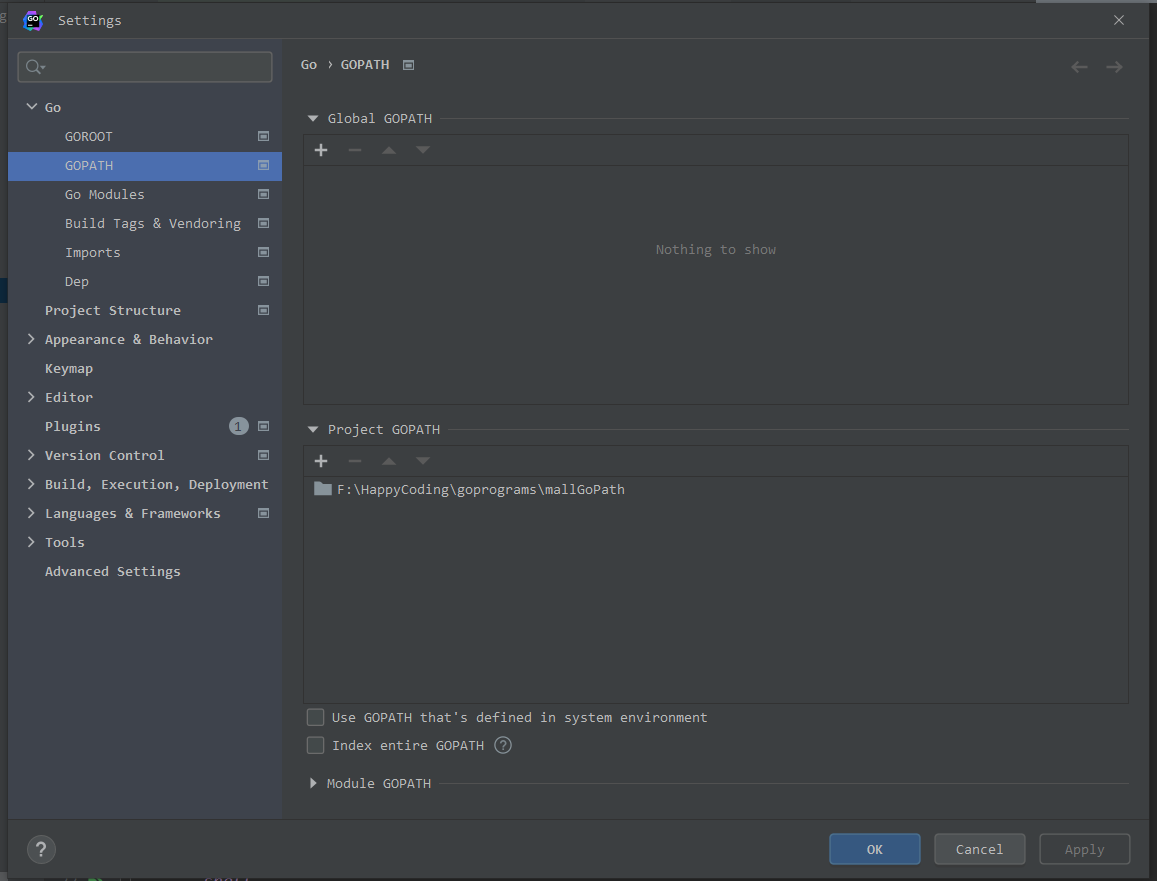 GO
Settings
Go
GOROOT
GOPATH
Go Modules
Build Tags & Vendoring
Imports
Dep
Project Structure
Appearance & Behavior
Keymap
Editor
Plugins 1
Version Control
Build, Execution, Deployment
Languages & Frameworks
Tools
Advanced Settings
Go › GOPATH
Global GOPATH
Nothing to show
Project GOPATH
F:\HappyCoding\goprograms\mallGoPath
Use GOPATH that's defined in system environment
Index entire GOPATH ?
Module GOPATH
?
OK Cancel Apply